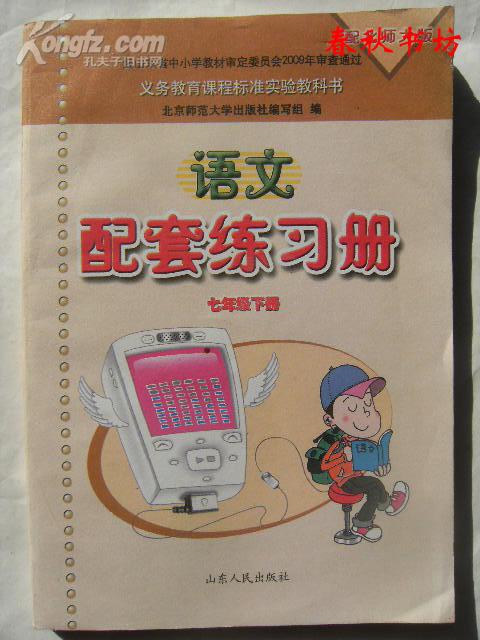 Kongfz.com
孔夫子旧书网
春秋书坊
省中小学教材审定委员会2009年审查通过
义务教育课程标准实验教科书
北京师范大学出版社编写组 编
语文
配套练习册
七年级下册
语文
山东人民出版社